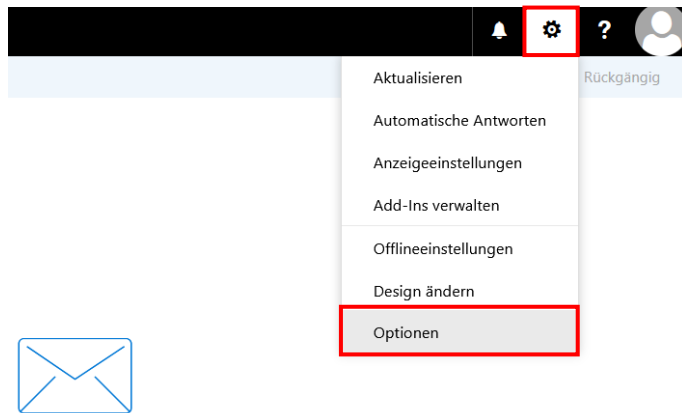 ?
Aktualisieren
Rückgängig
Automatische Antworten
Anzeigeeinstellungen
Add-Ins verwalten
Offlineeinstellungen
Design ändern
Optionen